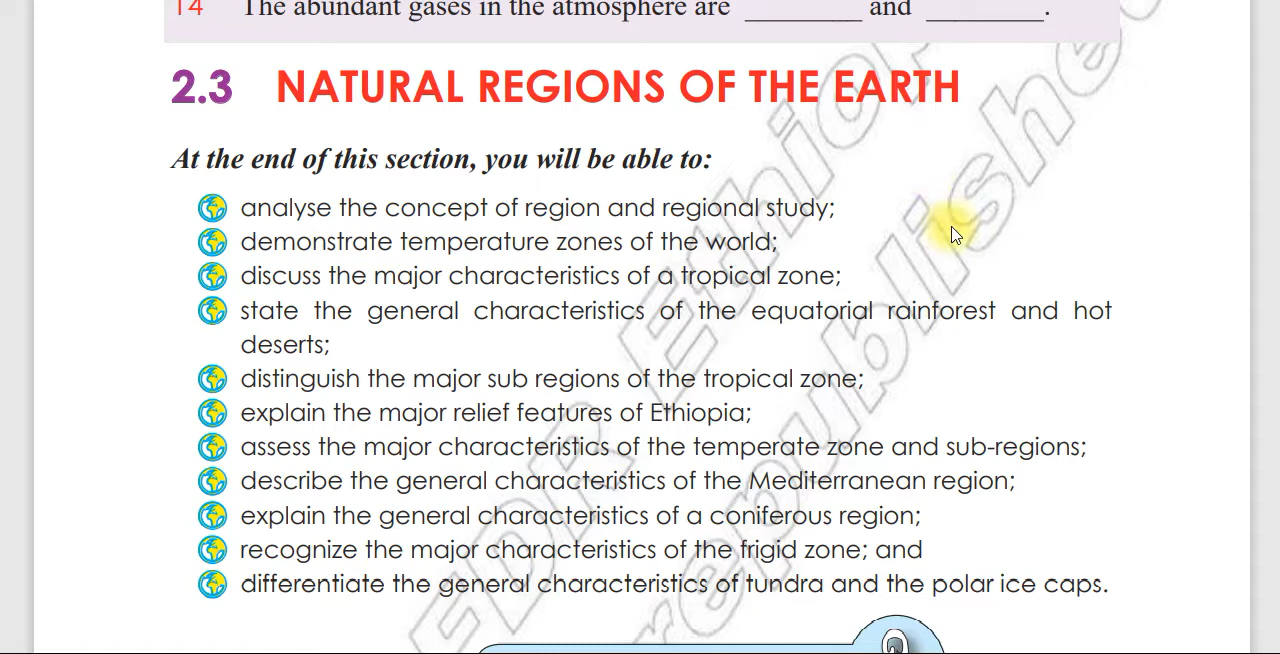 14 The abundant gases in the atmosphere are _________ and _________.
2.3 NATURAL REGIONS OF THE EARTH
At the end of this section, you will be able to:
analyse the concept of region and regional study;
demonstrate temperature zones of the world;
discuss the major characteristics of a tropical zone;
state the general characteristics of the equatorial rainforest and hot
deserts;
distinguish the major sub regions of the tropical zone;
explain the major relief features of Ethiopia;
assess the major characteristics of the temperate zone and sub-regions;
describe the general characteristics of the Mediterranean region;
explain the general characteristics of a coniferous region;
recognize the major characteristics of the frigid zone; and
differentiate the general characteristics of tundra and the polar ice caps.
FDR Ethiop
republishe